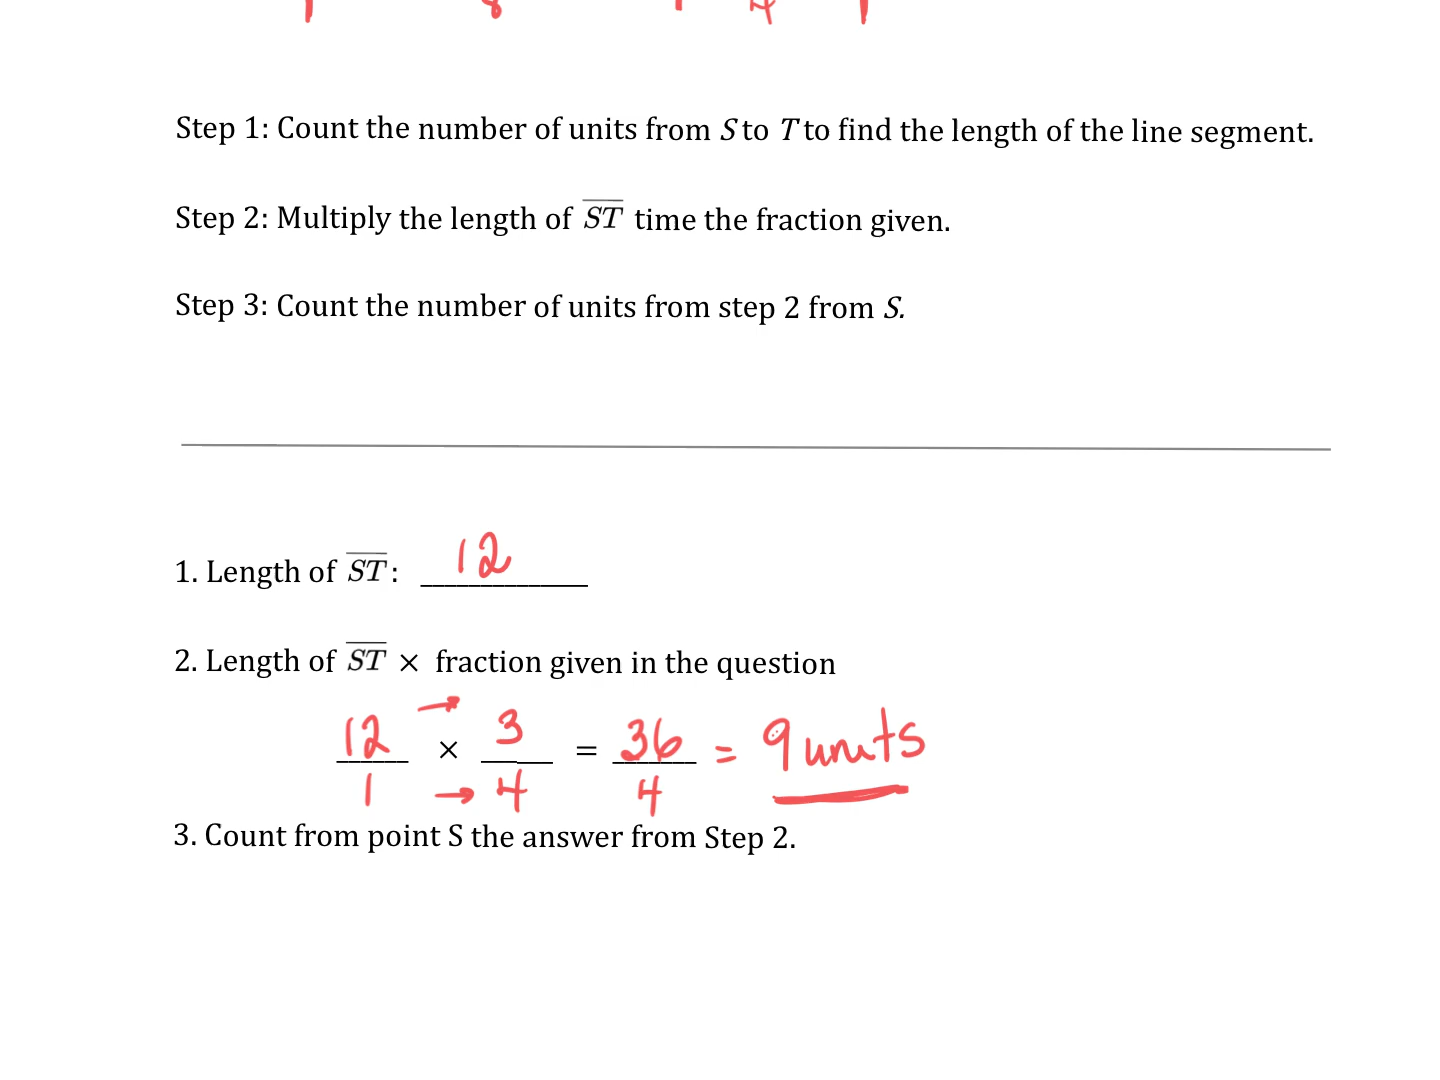 Step 1: Count the number of units from S to T to find the length of the line segment.
Step 2: Multiply the length of S͞T time the fraction given.
Step 3: Count the number of units from step 2 from S.
1. Length of S͞T: 12
2. Length of S͞T × fraction given in the question
12/1 × 3/4 = 36/4 = 9 units
3. Count from point S the answer from Step 2.